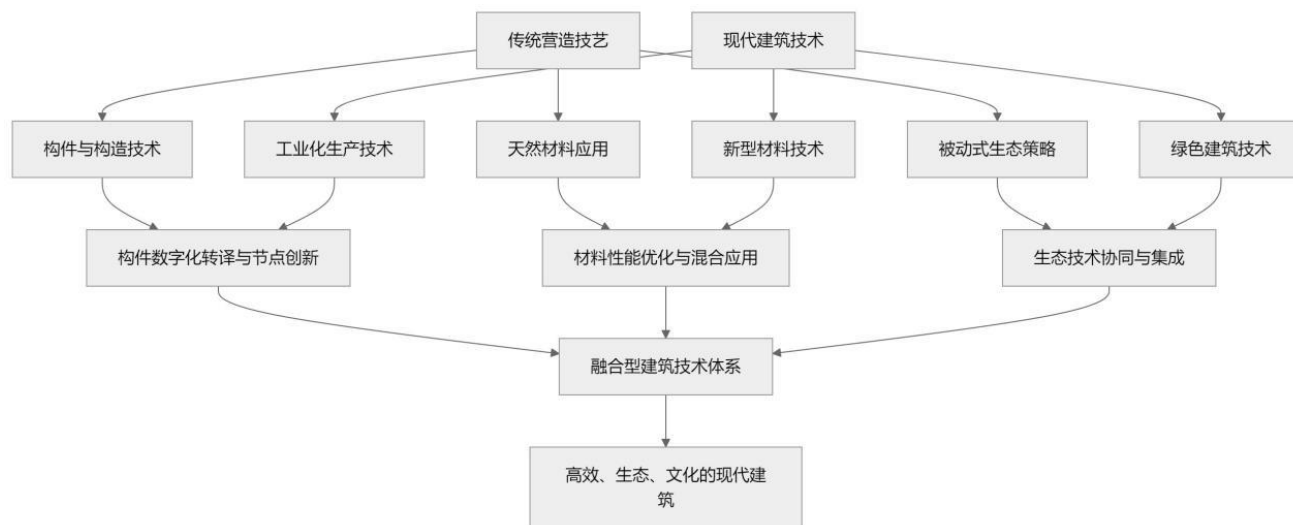 传统营造技艺
现代建筑技术
构件与构造技术
工业化生产技术
天然材料应用
新型材料技术
被动式生态策略
绿色建筑技术
构件数字化转译与节点创新
材料性能优化与混合应用
生态技术协同与集成
融合型建筑技术体系
高效、生态、文化的现代建
筑